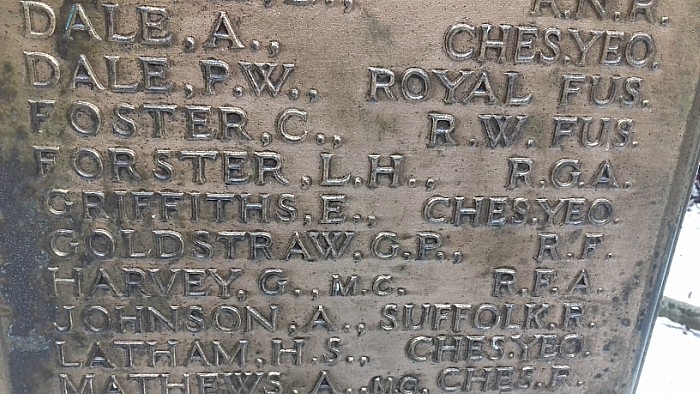 R.N.R.
DALE, A., CHES.YEO.
DALE, P.W., ROYAL FUS.
FOSTER, C., R.W. FUS.
FORSTER, L.H., R.G.A.
GRIFFITHS, E., CHES.YEO.
GOLDSTRAW, G.P., R.F.
HARVEY, G., M.C. R.F.A.
JOHNSON, A., SUFFOLK.R.
LATHAM, H.S., CHES.YEO.
MATHEWS, A., MC. CHES.R.